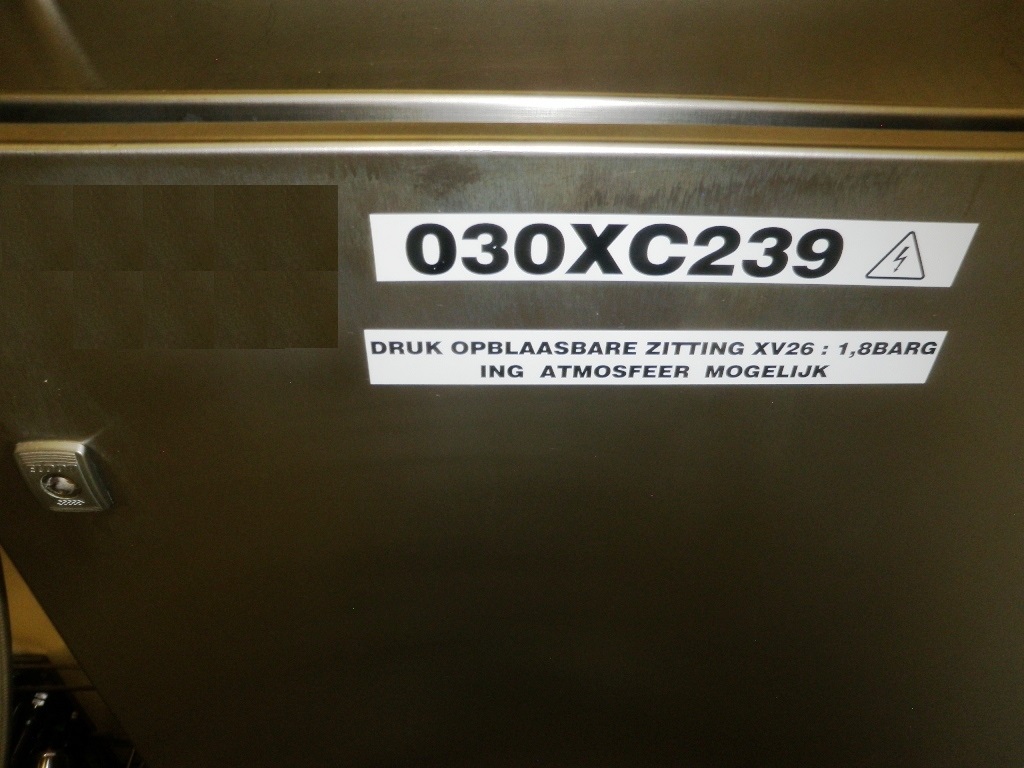 030XC239
DRUK OPBLAASBARE ZITTING XV26 : 1,8BARG
ING ATMOSFEER MOGELIJK